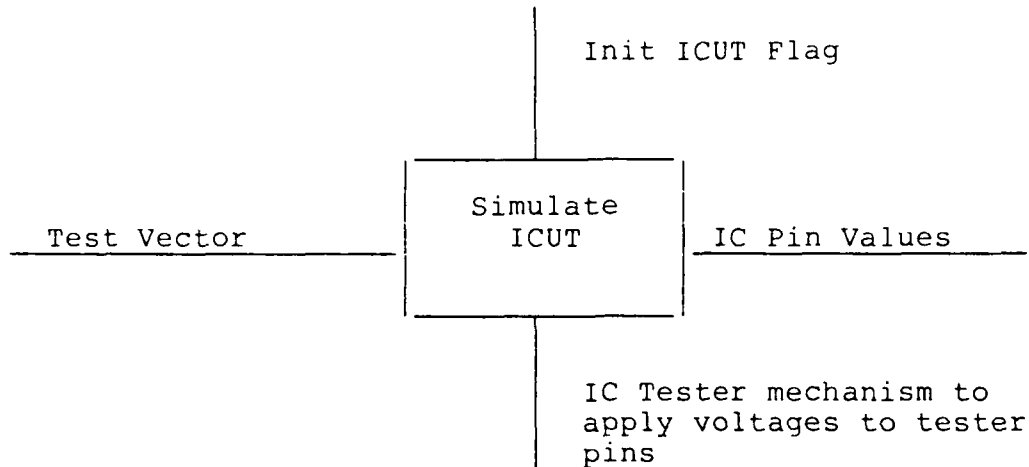 Init ICUT Flag
Simulate
ICUT
Test Vector
IC Pin Values
IC Tester mechanism to
apply voltages to tester
pins